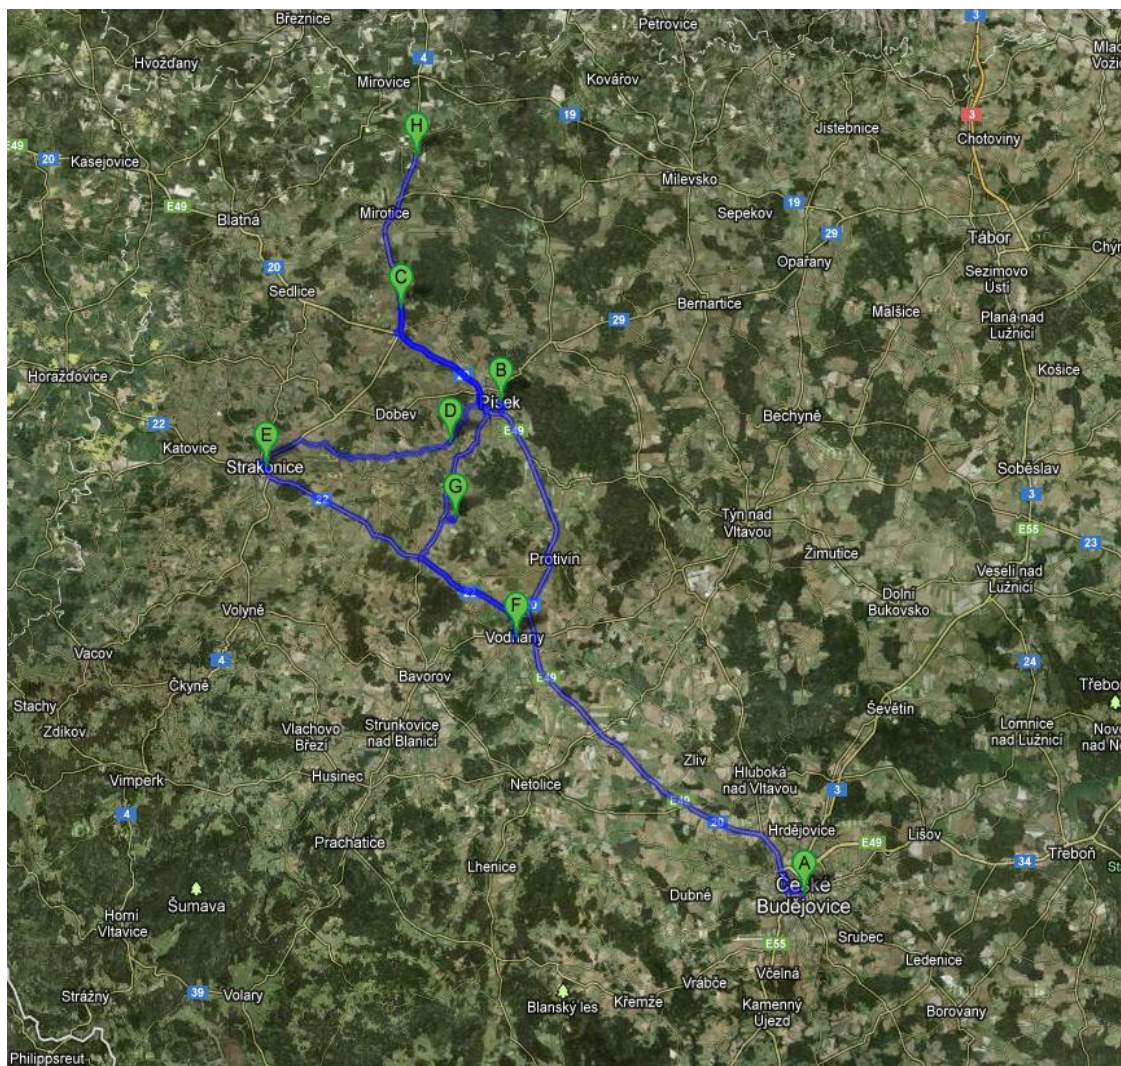 Březnice
Petrovice
3
Hvožďany
4
Mirovice
Kovářov
Mladá
Vožice
19
3
Jistebnice
Chotoviny
E49
20
Kasejovice
H
Milevsko
E49
Blatná
Mirotice
Sepekov
19
29
Tábor
Opařany
20
C
Sezimovo
Ústí
Sedlice
Bernartice
29
Malšice
Planá nad
Lužnicí
Horažďovice
B
Košice
Písek
22
Dobev
D
E49
Bechyně
Katovice
E
Strakonice
Soběslav
22
G
3
Týn nad
Vltavou
E55
23
Protivín
Žimutice
Veselí nad
Lužnicí
Volyně
F
Dolní
Bukovsko
Vodňany
Vacov
4
24
Čkyně
Bavorov
E49
Stachy
Zdíkov
Vlachovo
Březí
Strunkovice
nad Blanicí
Ševětín
Lomnice
nad Lužnicí
Zliv
Vimperk
Husinec
Netolice
Hluboká
nad Vltavou
3
4
E49
20
Prachatice
Hrdějovice
E49
Lišov
34
Třeboň
Lhenice
A
Šumava
Dubné
České
Budějovice
Horní
Vltavice
Srubec
E55
Ledenice
Strážný
39
Volary
Vrábče
Včelná
Blanský les
Křemže
Kamenný
Újezd
Borovany
Philippsreut